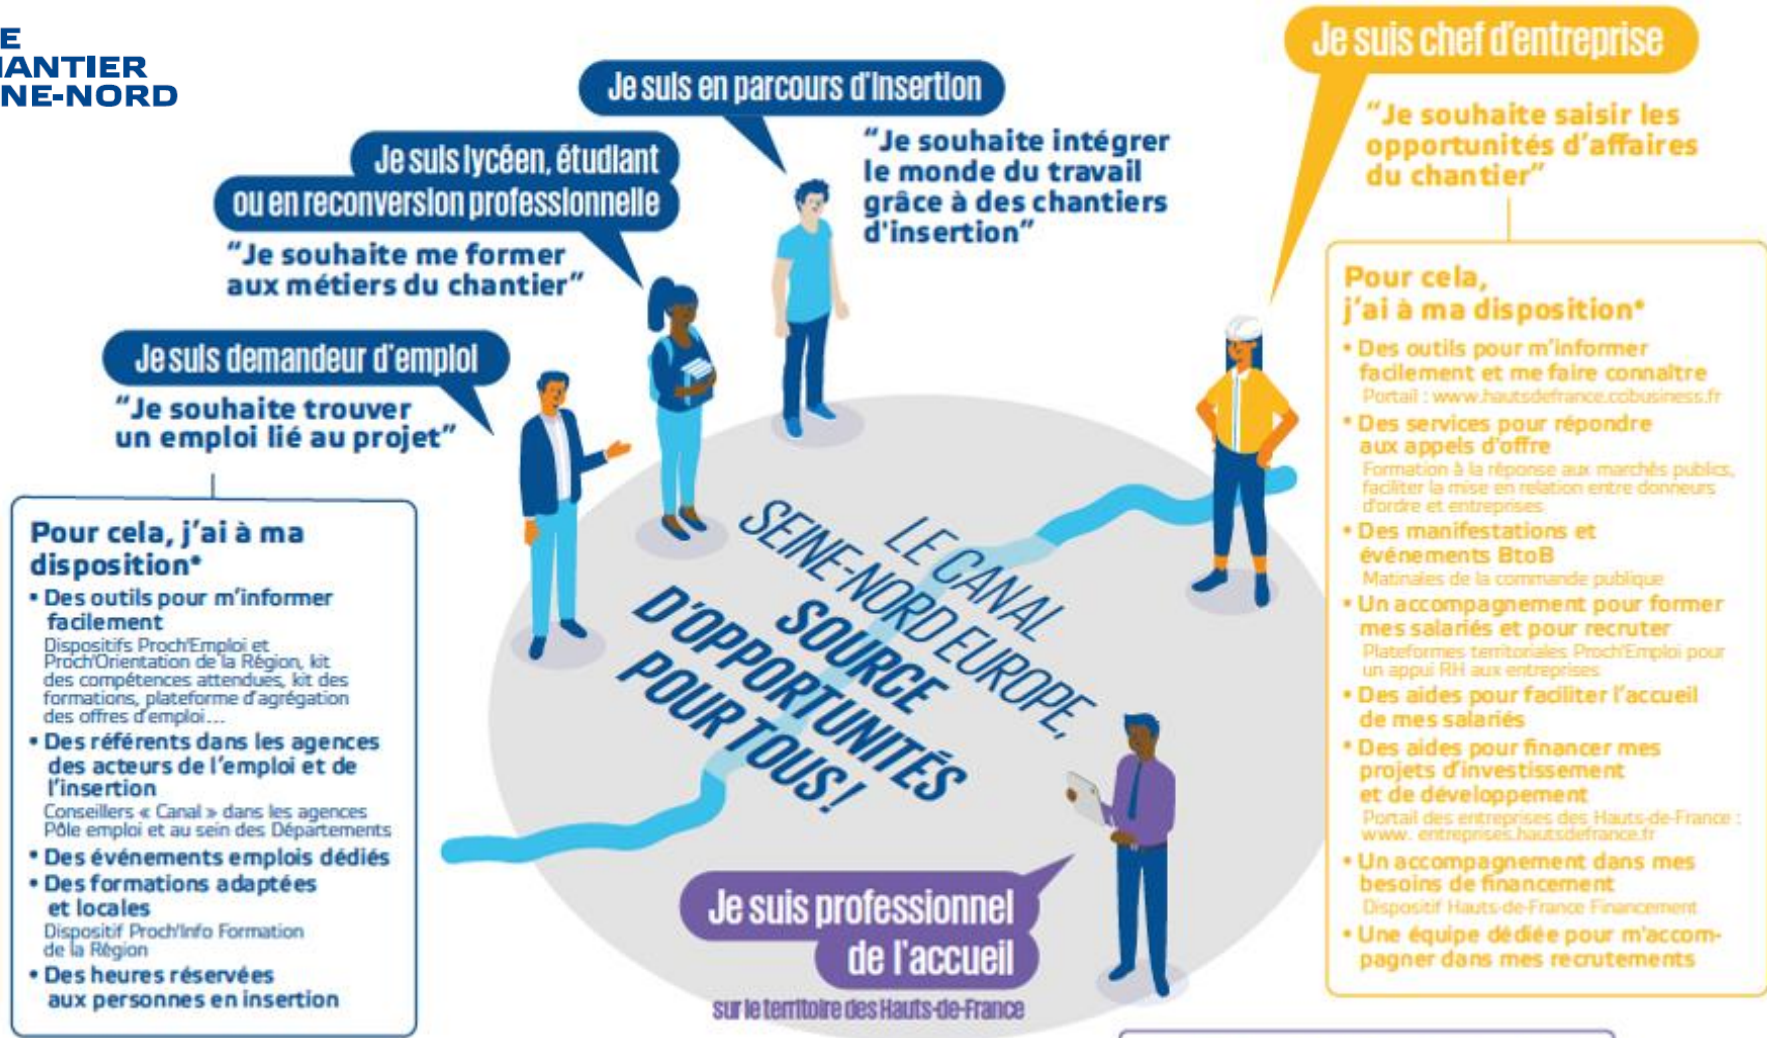 E
HANTIER
NE-NORD
Je suis en parcours d'insertion
"Je souhaite intégrer
le monde du travail
grâce à des chantiers
d'insertion"
Je suis lycéen, étudiant
ou en reconversion professionnelle
"Je souhaite me former
aux métiers du chantier"
Je suis demandeur d'emploi
"Je souhaite trouver
un emploi lié au projet"
Pour cela, j'ai à ma
disposition*
• Des outils pour m'informer
facilement
Dispositifs Proch'Emploi et
Proch'Orientation de la Région, kit
des compétences attendues, kit des
formations, plateforme d'agrégation
des offres d'emploi...
• Des référents dans les agences
des acteurs de l'emploi et de
l'insertion
Conseillers « Canal » dans les agences
Pôle emploi et au sein des Départements
• Des événements emplois dédiés
• Des formations adaptées
et locales
Dispositif Proch'Info Formation
de la Région
• Des heures réservées
aux personnes en insertion
LE CANAL
SEINE-NORD EUROPE,
SOURCE
D'OPPORTUNITÉS
POUR TOUS !
Je suis professionnel
de l'accueil
sur le territoire des Hauts-de-France
Je suis chef d'entreprise
"Je souhaite saisir les
opportunités d'affaires
du chantier"
Pour cela,
j'ai à ma disposition*
• Des outils pour m'informer
facilement et me faire connaître
Portail : www.hautsdefrance.cobusiness.fr
• Des services pour répondre
aux appels d'offre
Formation à la réponse aux marchés publics,
faciliter la mise en relation entre donneurs
d'ordre et entreprises
• Des manifestations et
événements BtoB
Matinales de la commande publique
• Un accompagnement pour former
mes salariés et pour recruter
Plateformes territoriales Proch'Emploi pour
un appui RH aux entreprises
• Des aides pour faciliter l'accueil
de mes salariés
• Des aides pour financer mes
projets d'investissement
et de développement
Portail des entreprises des Hauts-de-France :
www. entreprises.hautsdefrance.fr
• Un accompagnement dans mes
besoins de financement
Dispositif Hauts-de-France Financement
• Une équipe dédiée pour m'accom-
pagner dans mes recrutements